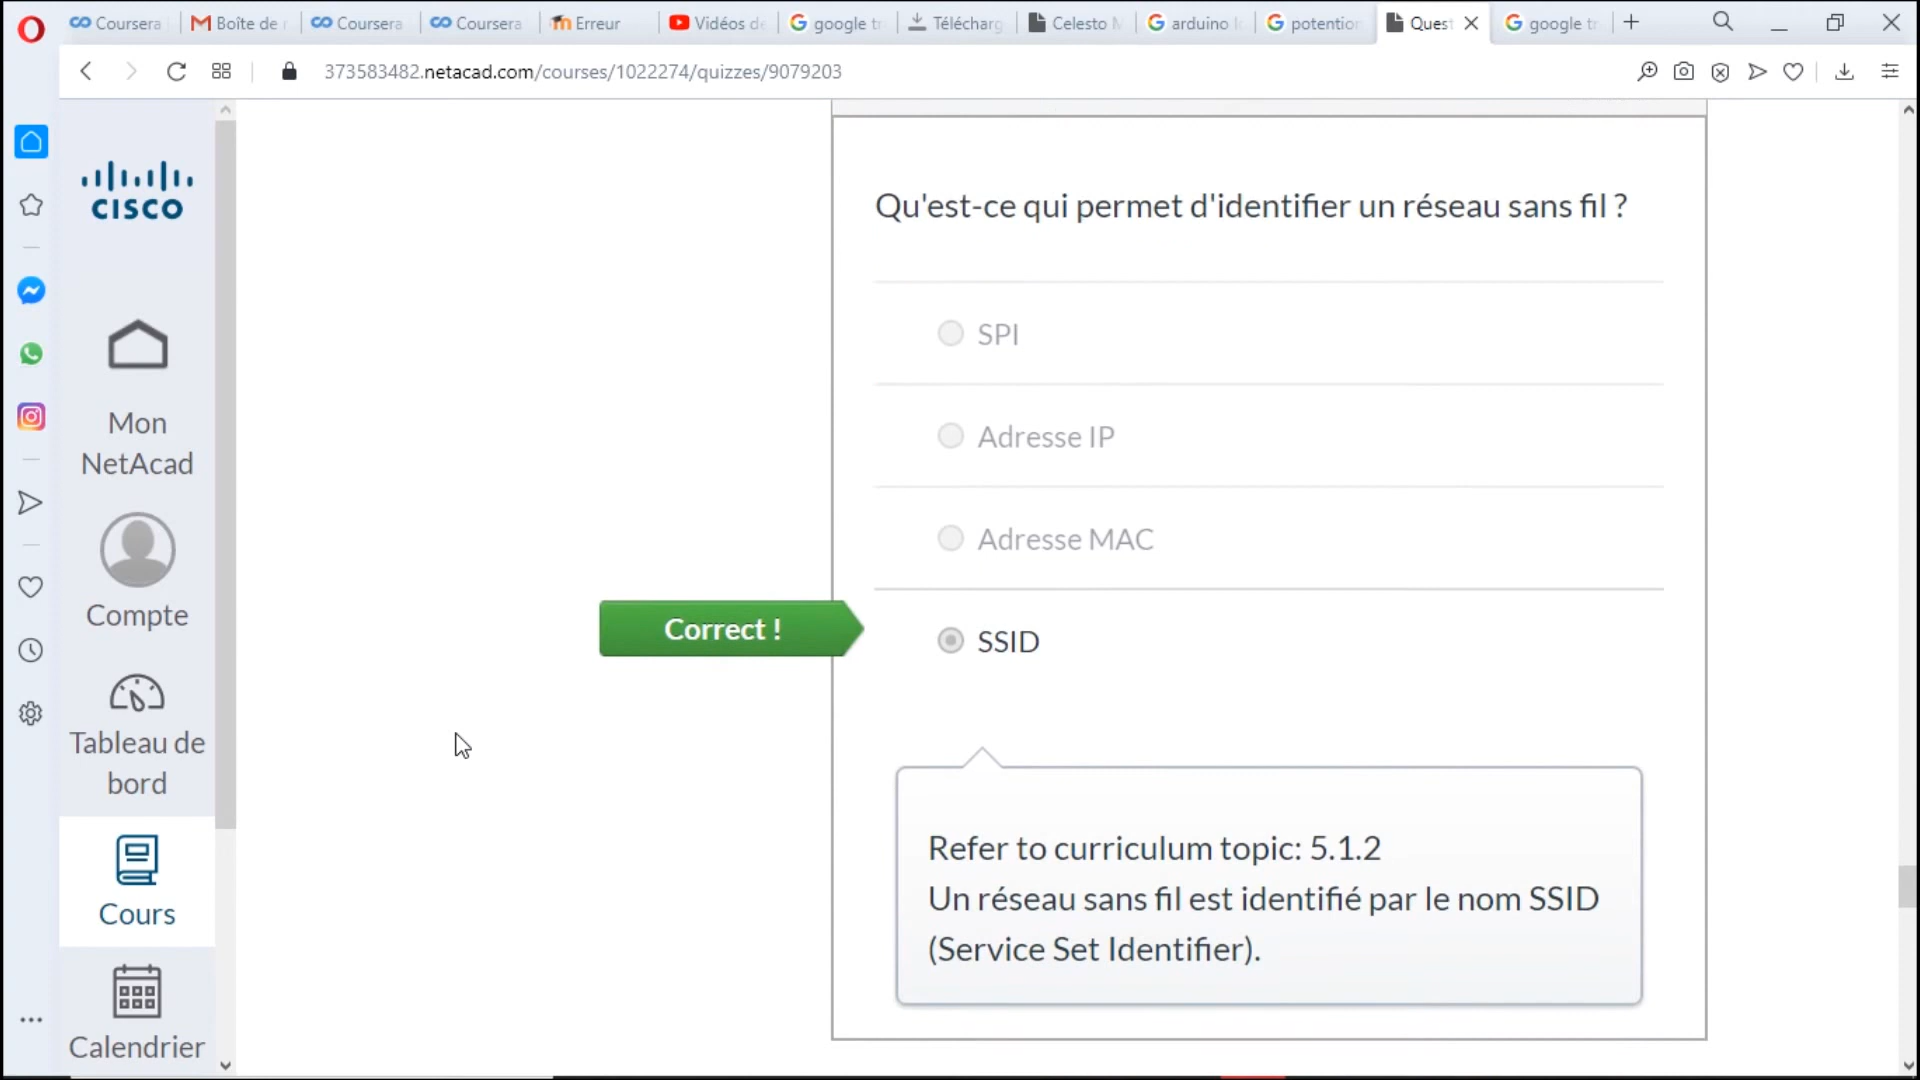 Coursera
Boîte de r
Coursera
Coursera
Erreur
Vidéos de
google tr
Télécharg
Celesto M
arduino
potention
Quest
google tr
373583482.netacad.com/courses/1022274/quizzes/9079203
CISCO
Mon
NetAcad
Compte
Tableau de
bord
Cours
Calendrier
Qu'est-ce qui permet d'identifier un réseau sans fil ?
SPI
Adresse IP
Adresse MAC
Correct !
SSID
Refer to curriculum topic: 5.1.2
Un réseau sans fil est identifié par le nom SSID
(Service Set Identifier).